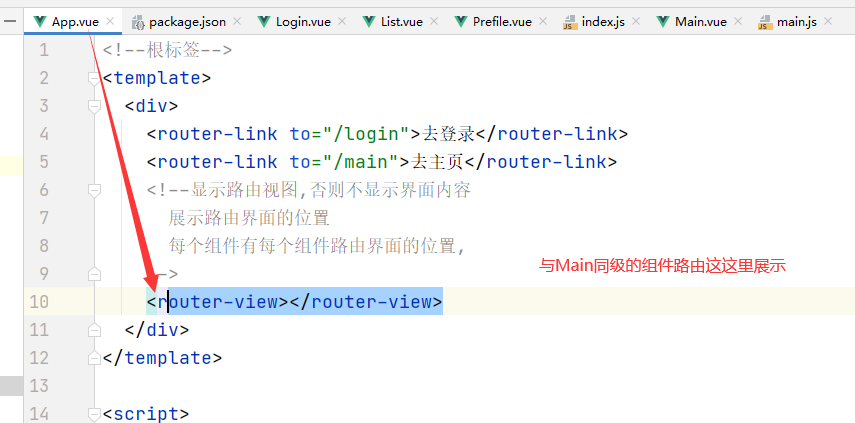 App.vue package.json Login.vue List.vue Prefile.vue index.js Main.vue main.js
1 <!--根标签-->
2 <template>
3 <div>
4 <router-link to="/login">去登录</router-link>
5 <router-link to="/main">去主页</router-link>
6 <!--显示路由视图,否则不显示界面内容
7 展示路由界面的位置
8 每个组件有每个组件路由界面的位置,
9 > 与Main同级的组件路由这这里展示
10 <router-view></router-view>
11 </div>
12 </template>
13
14 <script>